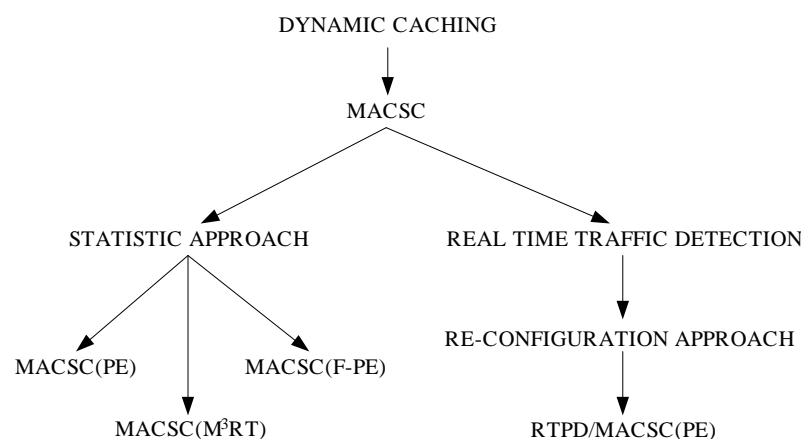 DYNAMIC CACHING
MACSC
STATISTIC APPROACH
REAL TIME TRAFFIC DETECTION
RE-CONFIGURATION APPROACH
MACSC(PE)
MACSC(F-PE)
MACSC(M³RT)
RTPD/MACSC(PE)